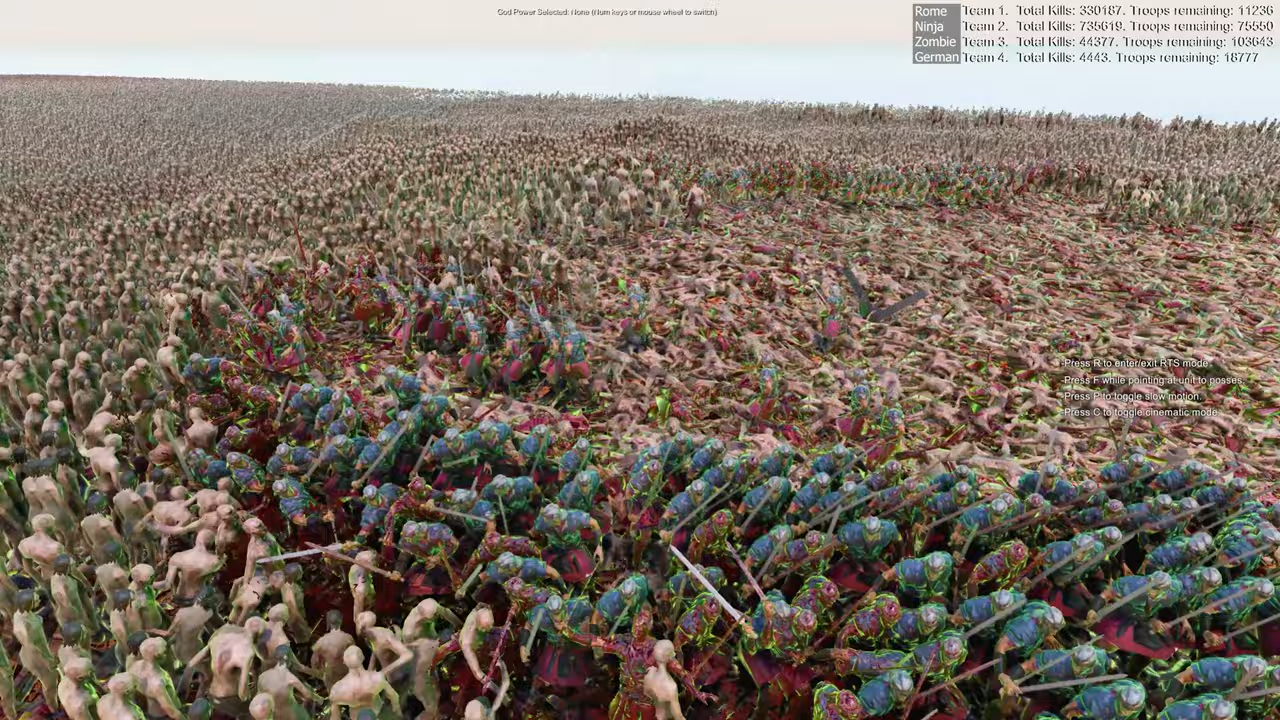 God Power Selected: None (Num keys or mouse wheel to switch)
Rome Team 1. Total Kills: 330187. Troops remaining: 11236
Ninja Team 2. Total Kills: 735619. Troops remaining: 75550
Zombie Team 3. Total Kills: 44377. Troops remaining: 103643
German Team 4. Total Kills: 4443. Troops remaining: 18777
-Press R to enter/exit RTS mode.
-Press F while pointing at unit to posses.
-Press P to toggle slow motion.
-Press C to toggle cinematic mode